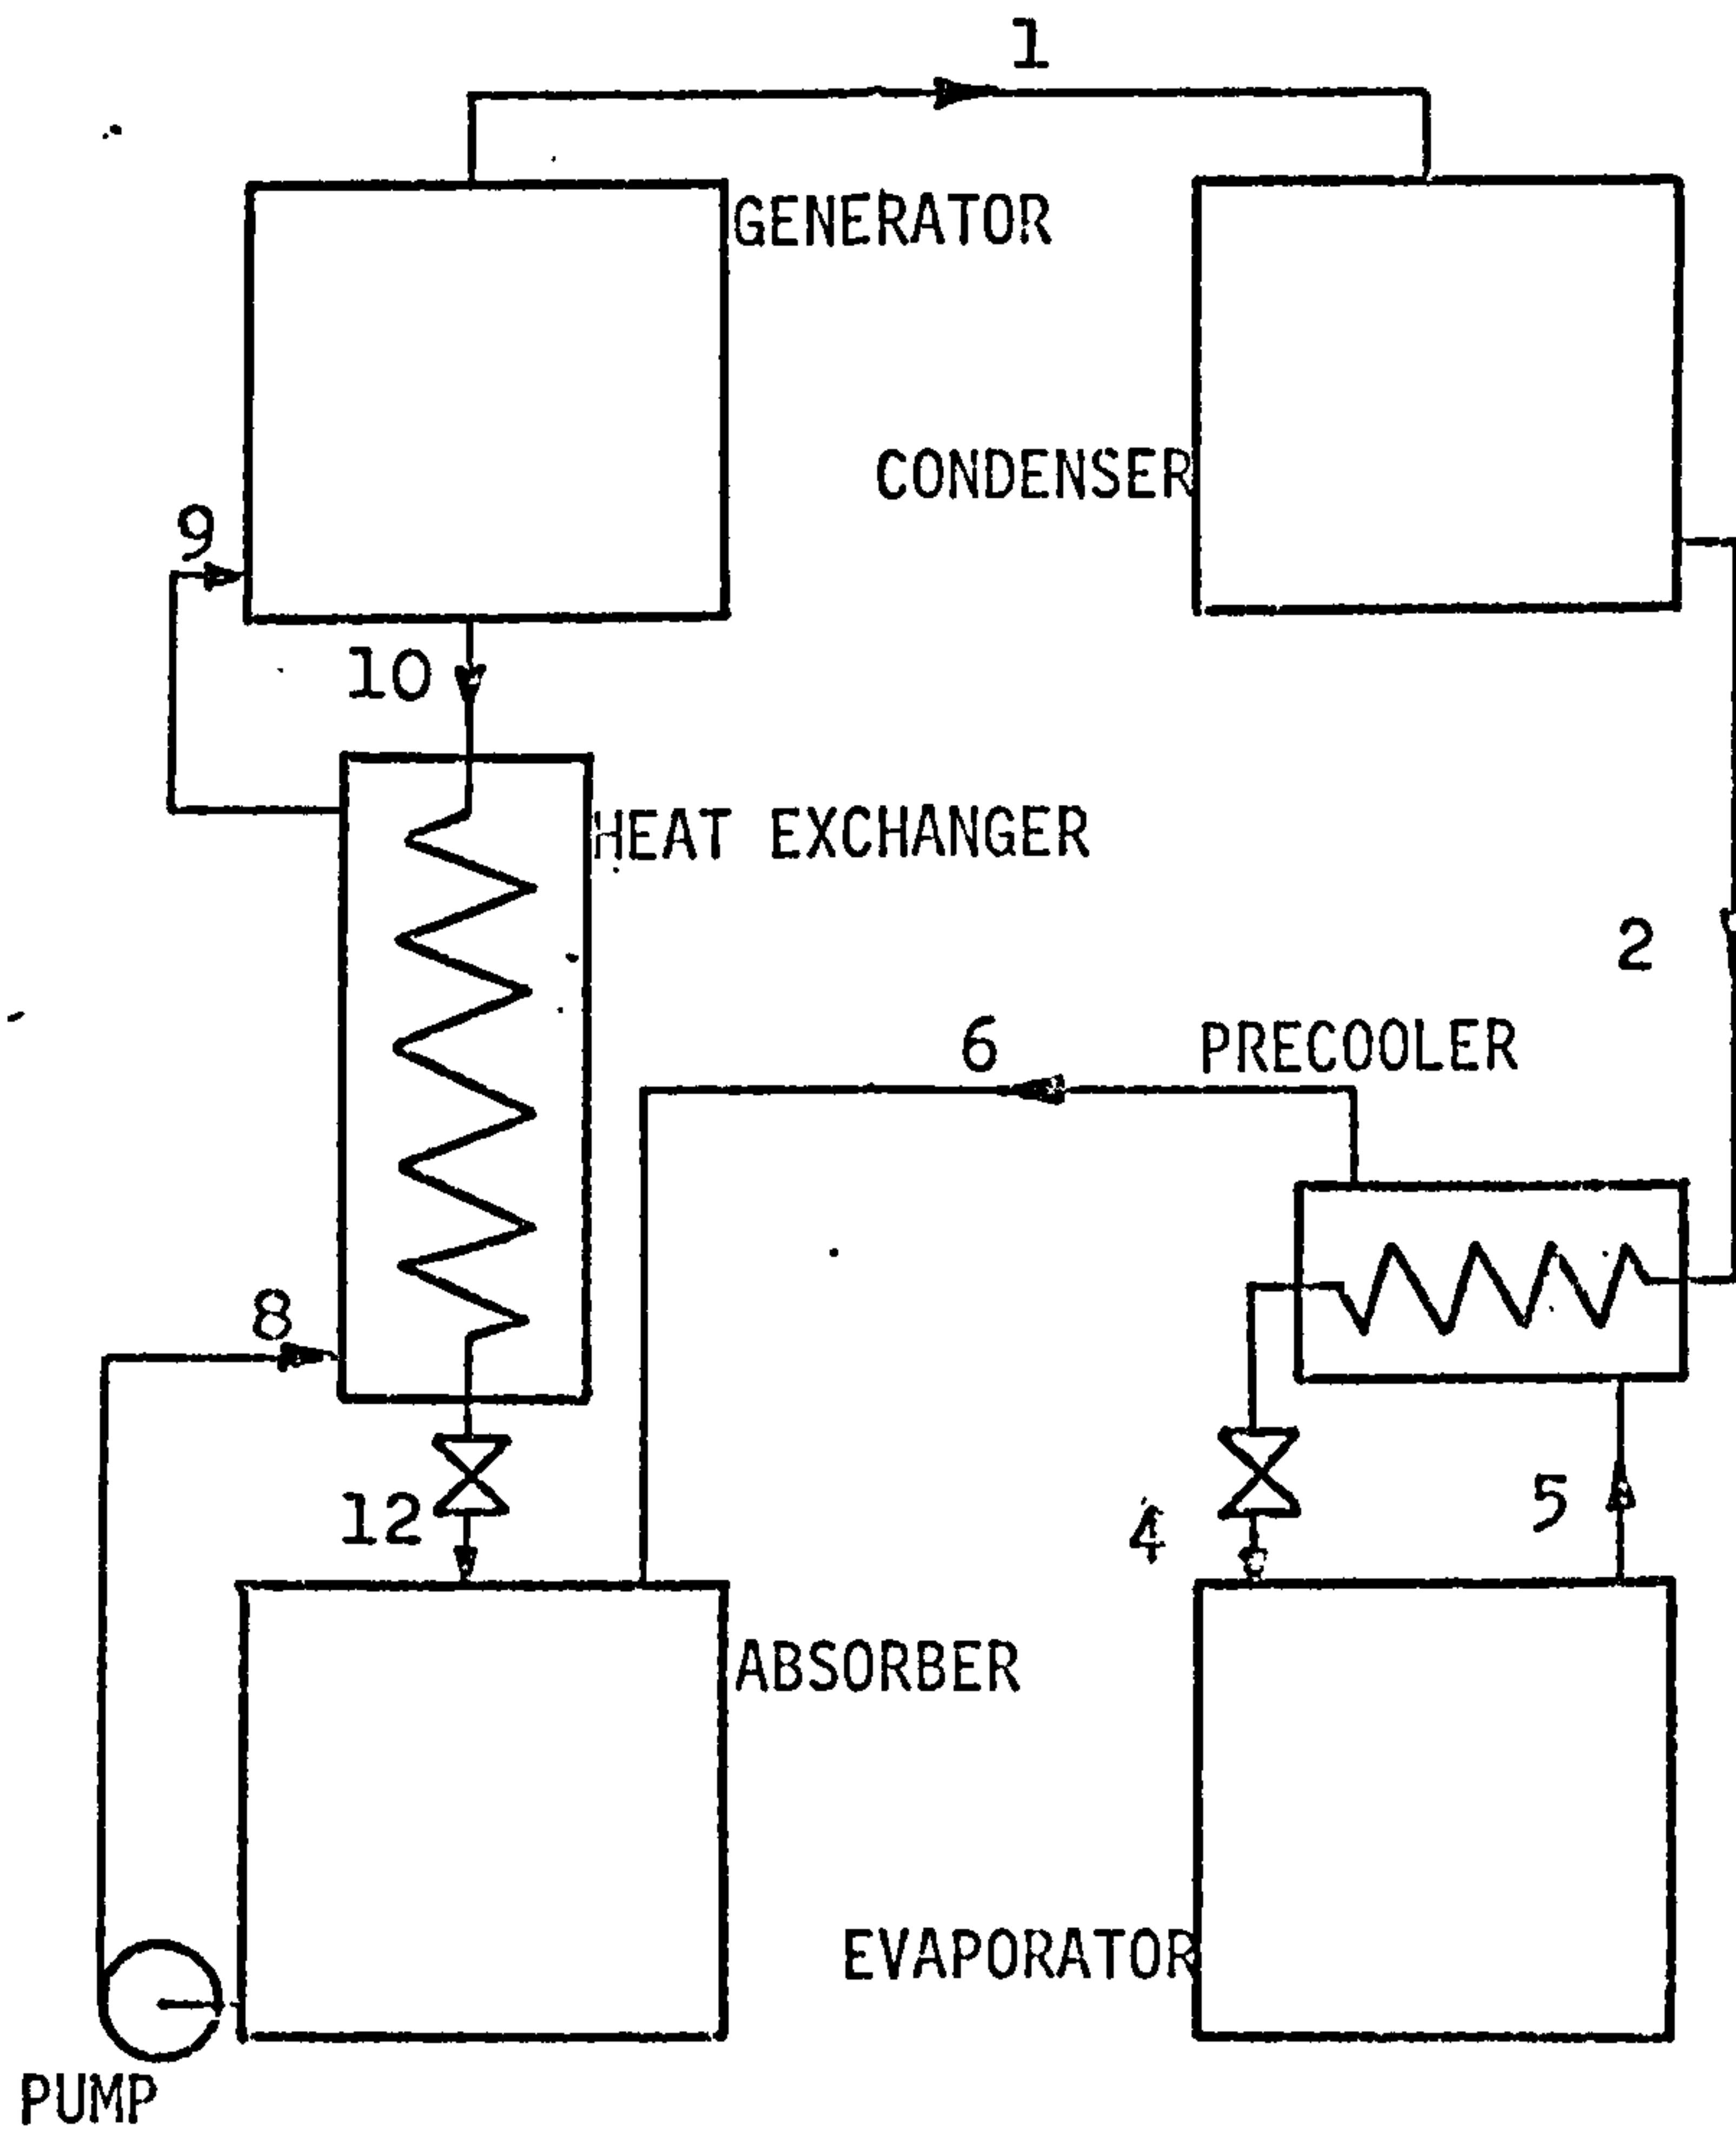 1
GENERATOR
CONDENSER
9
10
HEAT EXCHANGER
2
6
PRECOOLER
8
12
4
5
ABSORBER
EVAPORATOR
PUMP